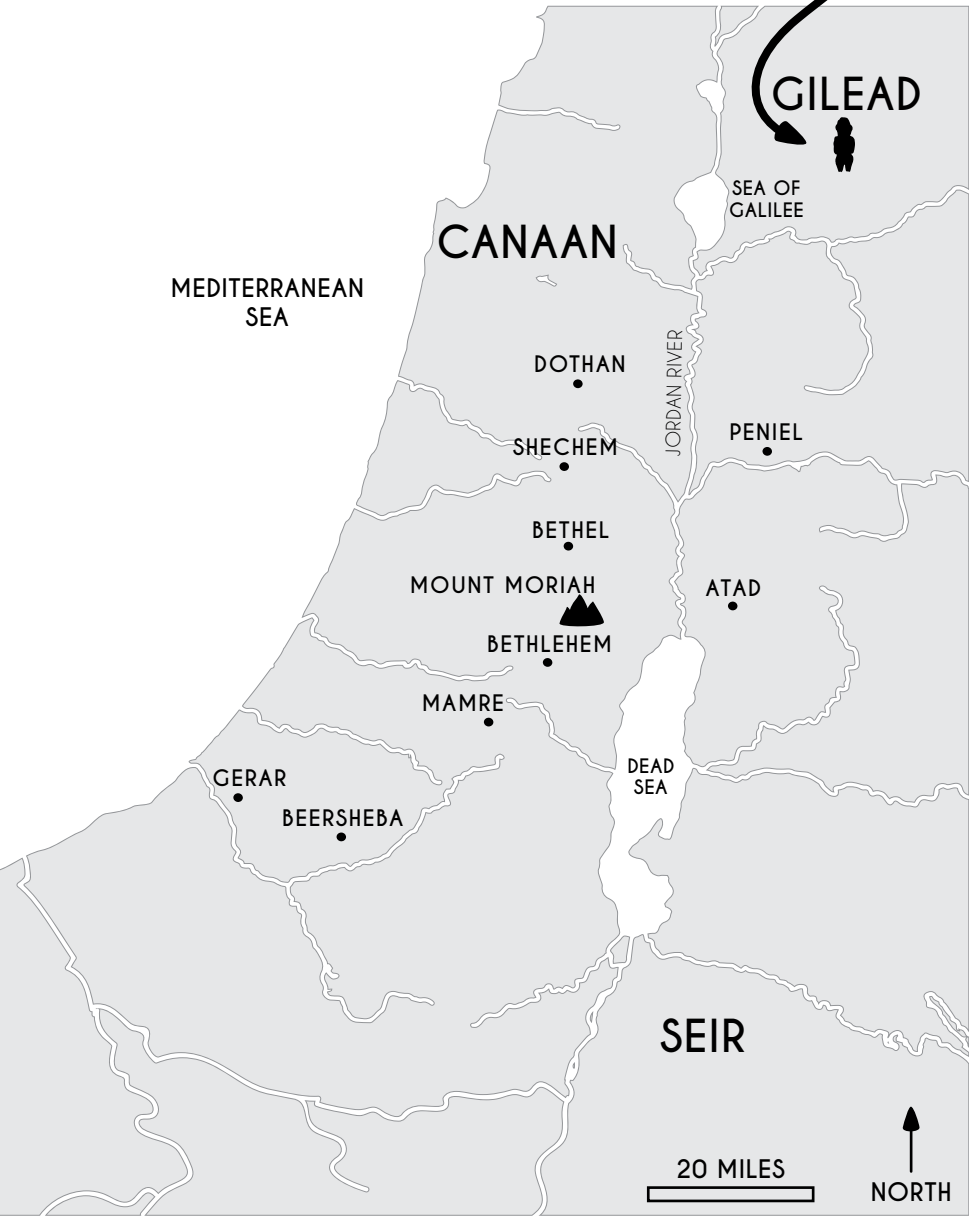 GILEAD
SEA OF
GALILEE
CANAAN
MEDITERRANEAN
SEA
DOTHAN
JORDAN RIVER
PENIEL
SHECHEM
BETHEL
MOUNT MORIAH
ATAD
BETHLEHEM
MAMRE
DEAD
SEA
GERAR
BEERSHEBA
SEIR
20 MILES
NORTH